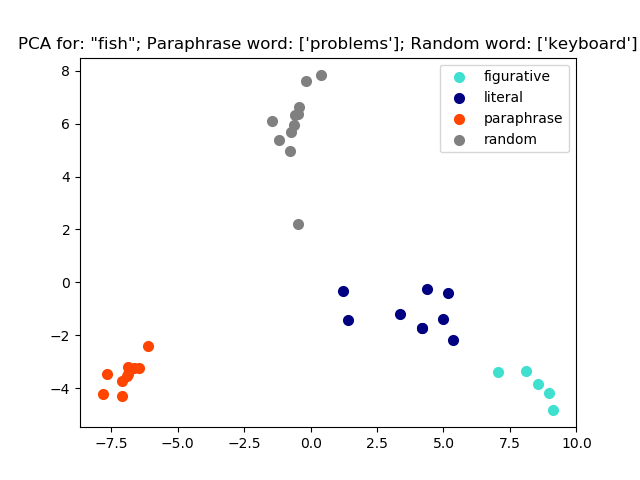 PCA for: "fish"; Paraphrase word: ['problems']; Random word: ['keyboard']
figurative
literal
paraphrase
random
8
6
4
2
0
−2
−4
−7.5 −5.0 −2.5 0.0 2.5 5.0 7.5 10.0